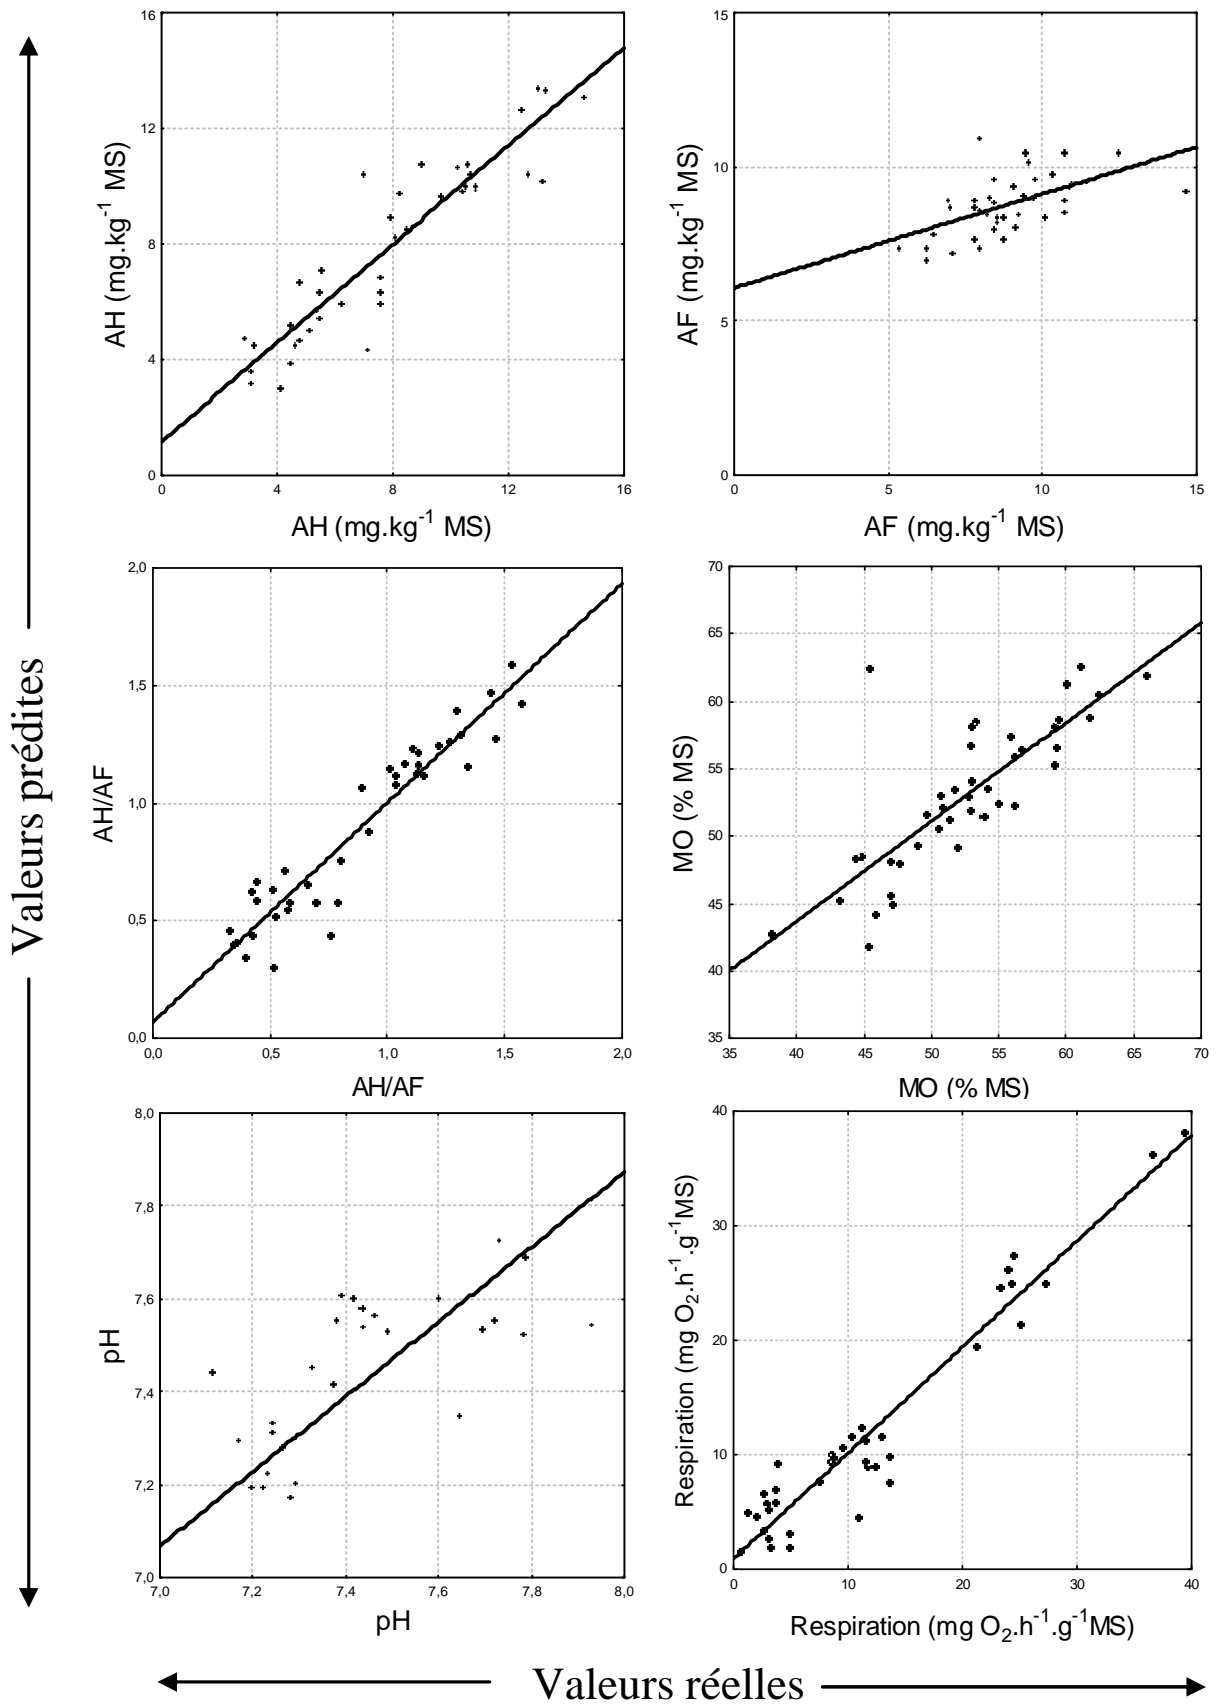 Valeurs prédites
16
12
8
4
0
AH (mg.kg⁻¹ MS)
0 4 8 12 16
AH (mg.kg⁻¹ MS)
15
10
5
0
AF (mg.kg⁻¹ MS)
0 5 10 15
AF (mg.kg⁻¹ MS)
2,0
1,5
1,0
0,5
0,0
AH/AF
0,0 0,5 1,0 1,5 2,0
AH/AF
70
65
60
55
50
45
40
35
MO (% MS)
35 40 45 50 55 60 65 70
MO (% MS)
8,0
7,8
7,6
7,4
7,2
7,0
pH
7,0 7,2 7,4 7,6 7,8 8,0
pH
40
30
20
10
0
Respiration (mg O₂.h⁻¹.g⁻¹MS)
0 10 20 30 40
Respiration (mg O₂.h⁻¹.g⁻¹MS)
Valeurs réelles